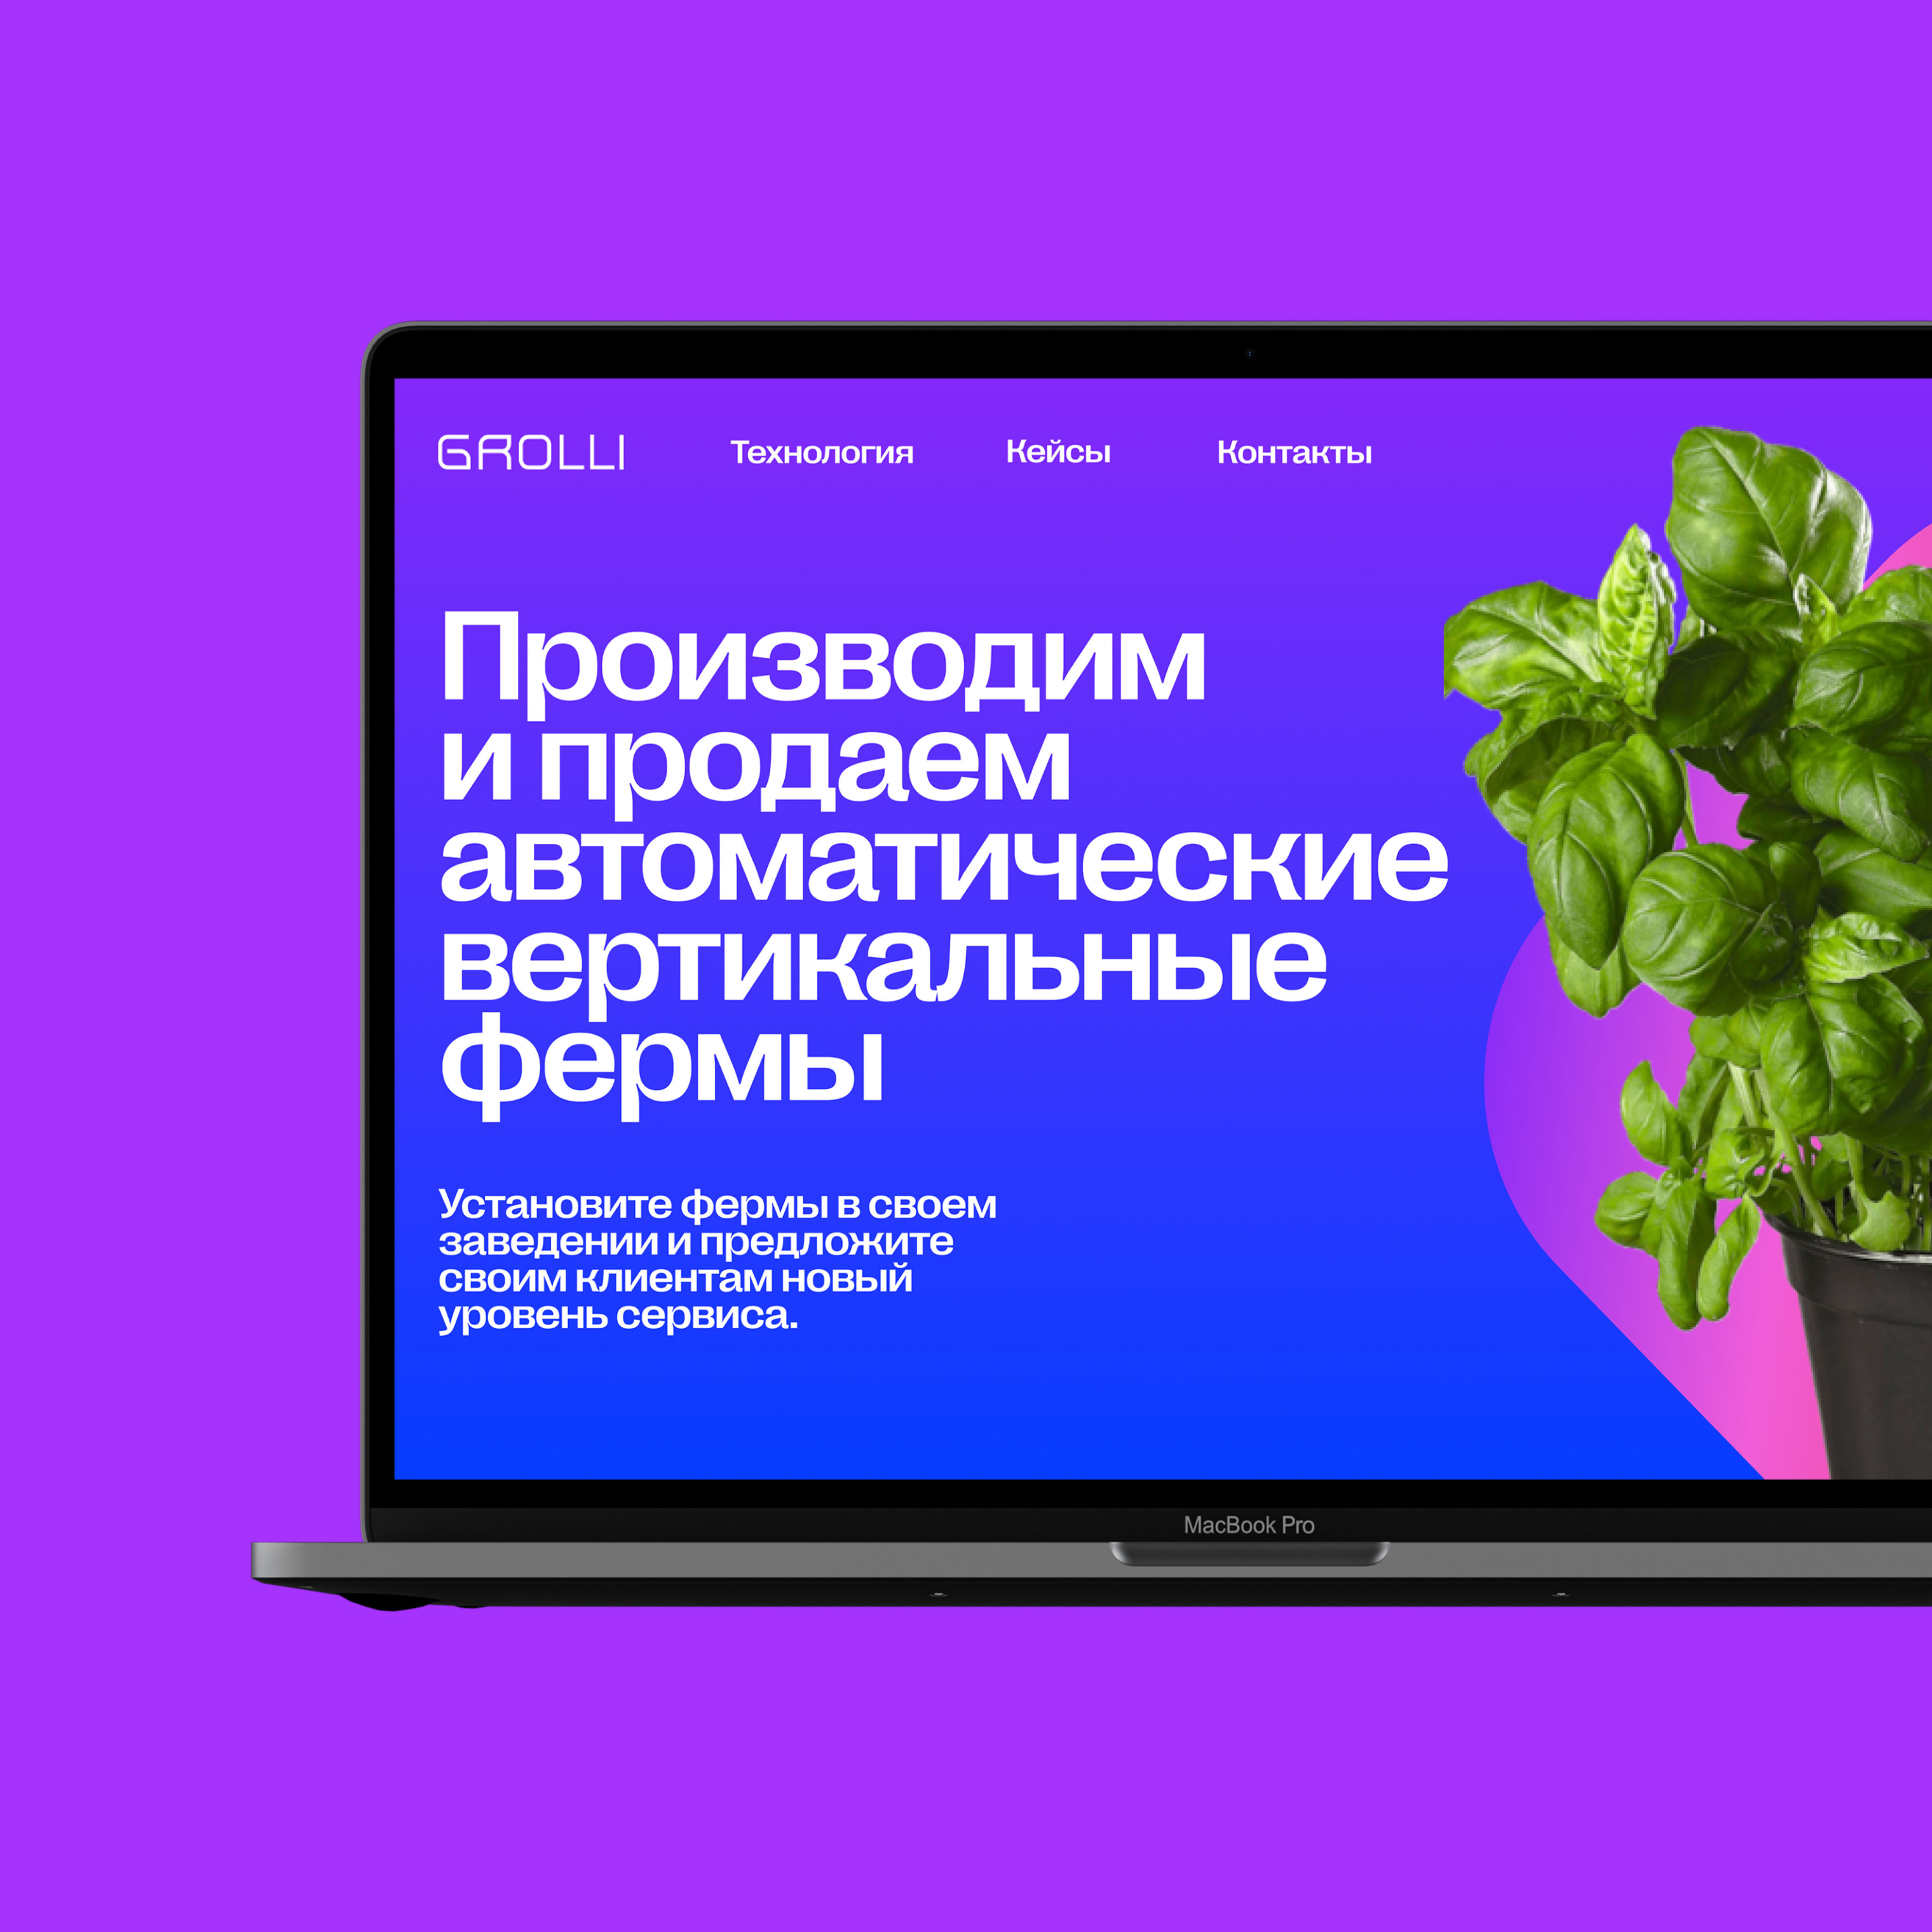 GROLLI
Технология
Кейсы
Контакты
Производим
и продаем
автоматические
вертикальные
фермы
Установите фермы в своем
заведении и предложите
своим клиентам новый
уровень сервиса.
MacBook Pro